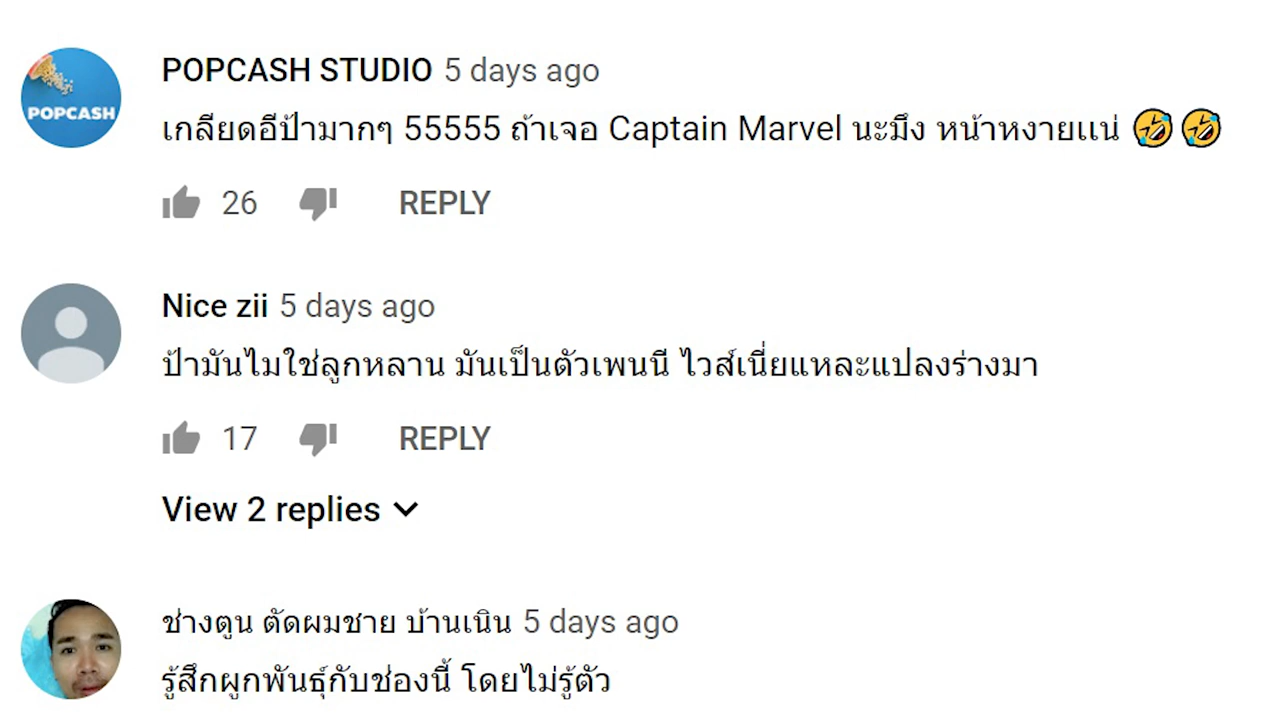 POPCASH
POPCASH STUDIO 5 days ago
เกลียดอีป้ามากๆ 55555 ถ้าเจอ Captain Marvel นะมึง หน้าหงายแน่ 🤣 🤣
26 REPLY
Nice zii 5 days ago
ป้ามันไมใช่ลูกหลาน มันเป็นตัวเพนนี ไวส์เนี่ยแหละแปลงร่างมา
17 REPLY
View 2 replies
ช่างตูน ตัดผมชาย บ้านเนิน 5 days ago
รู้สึกผูกพันธุ์กับช่องนี้ โดยไม่รู้ตัว